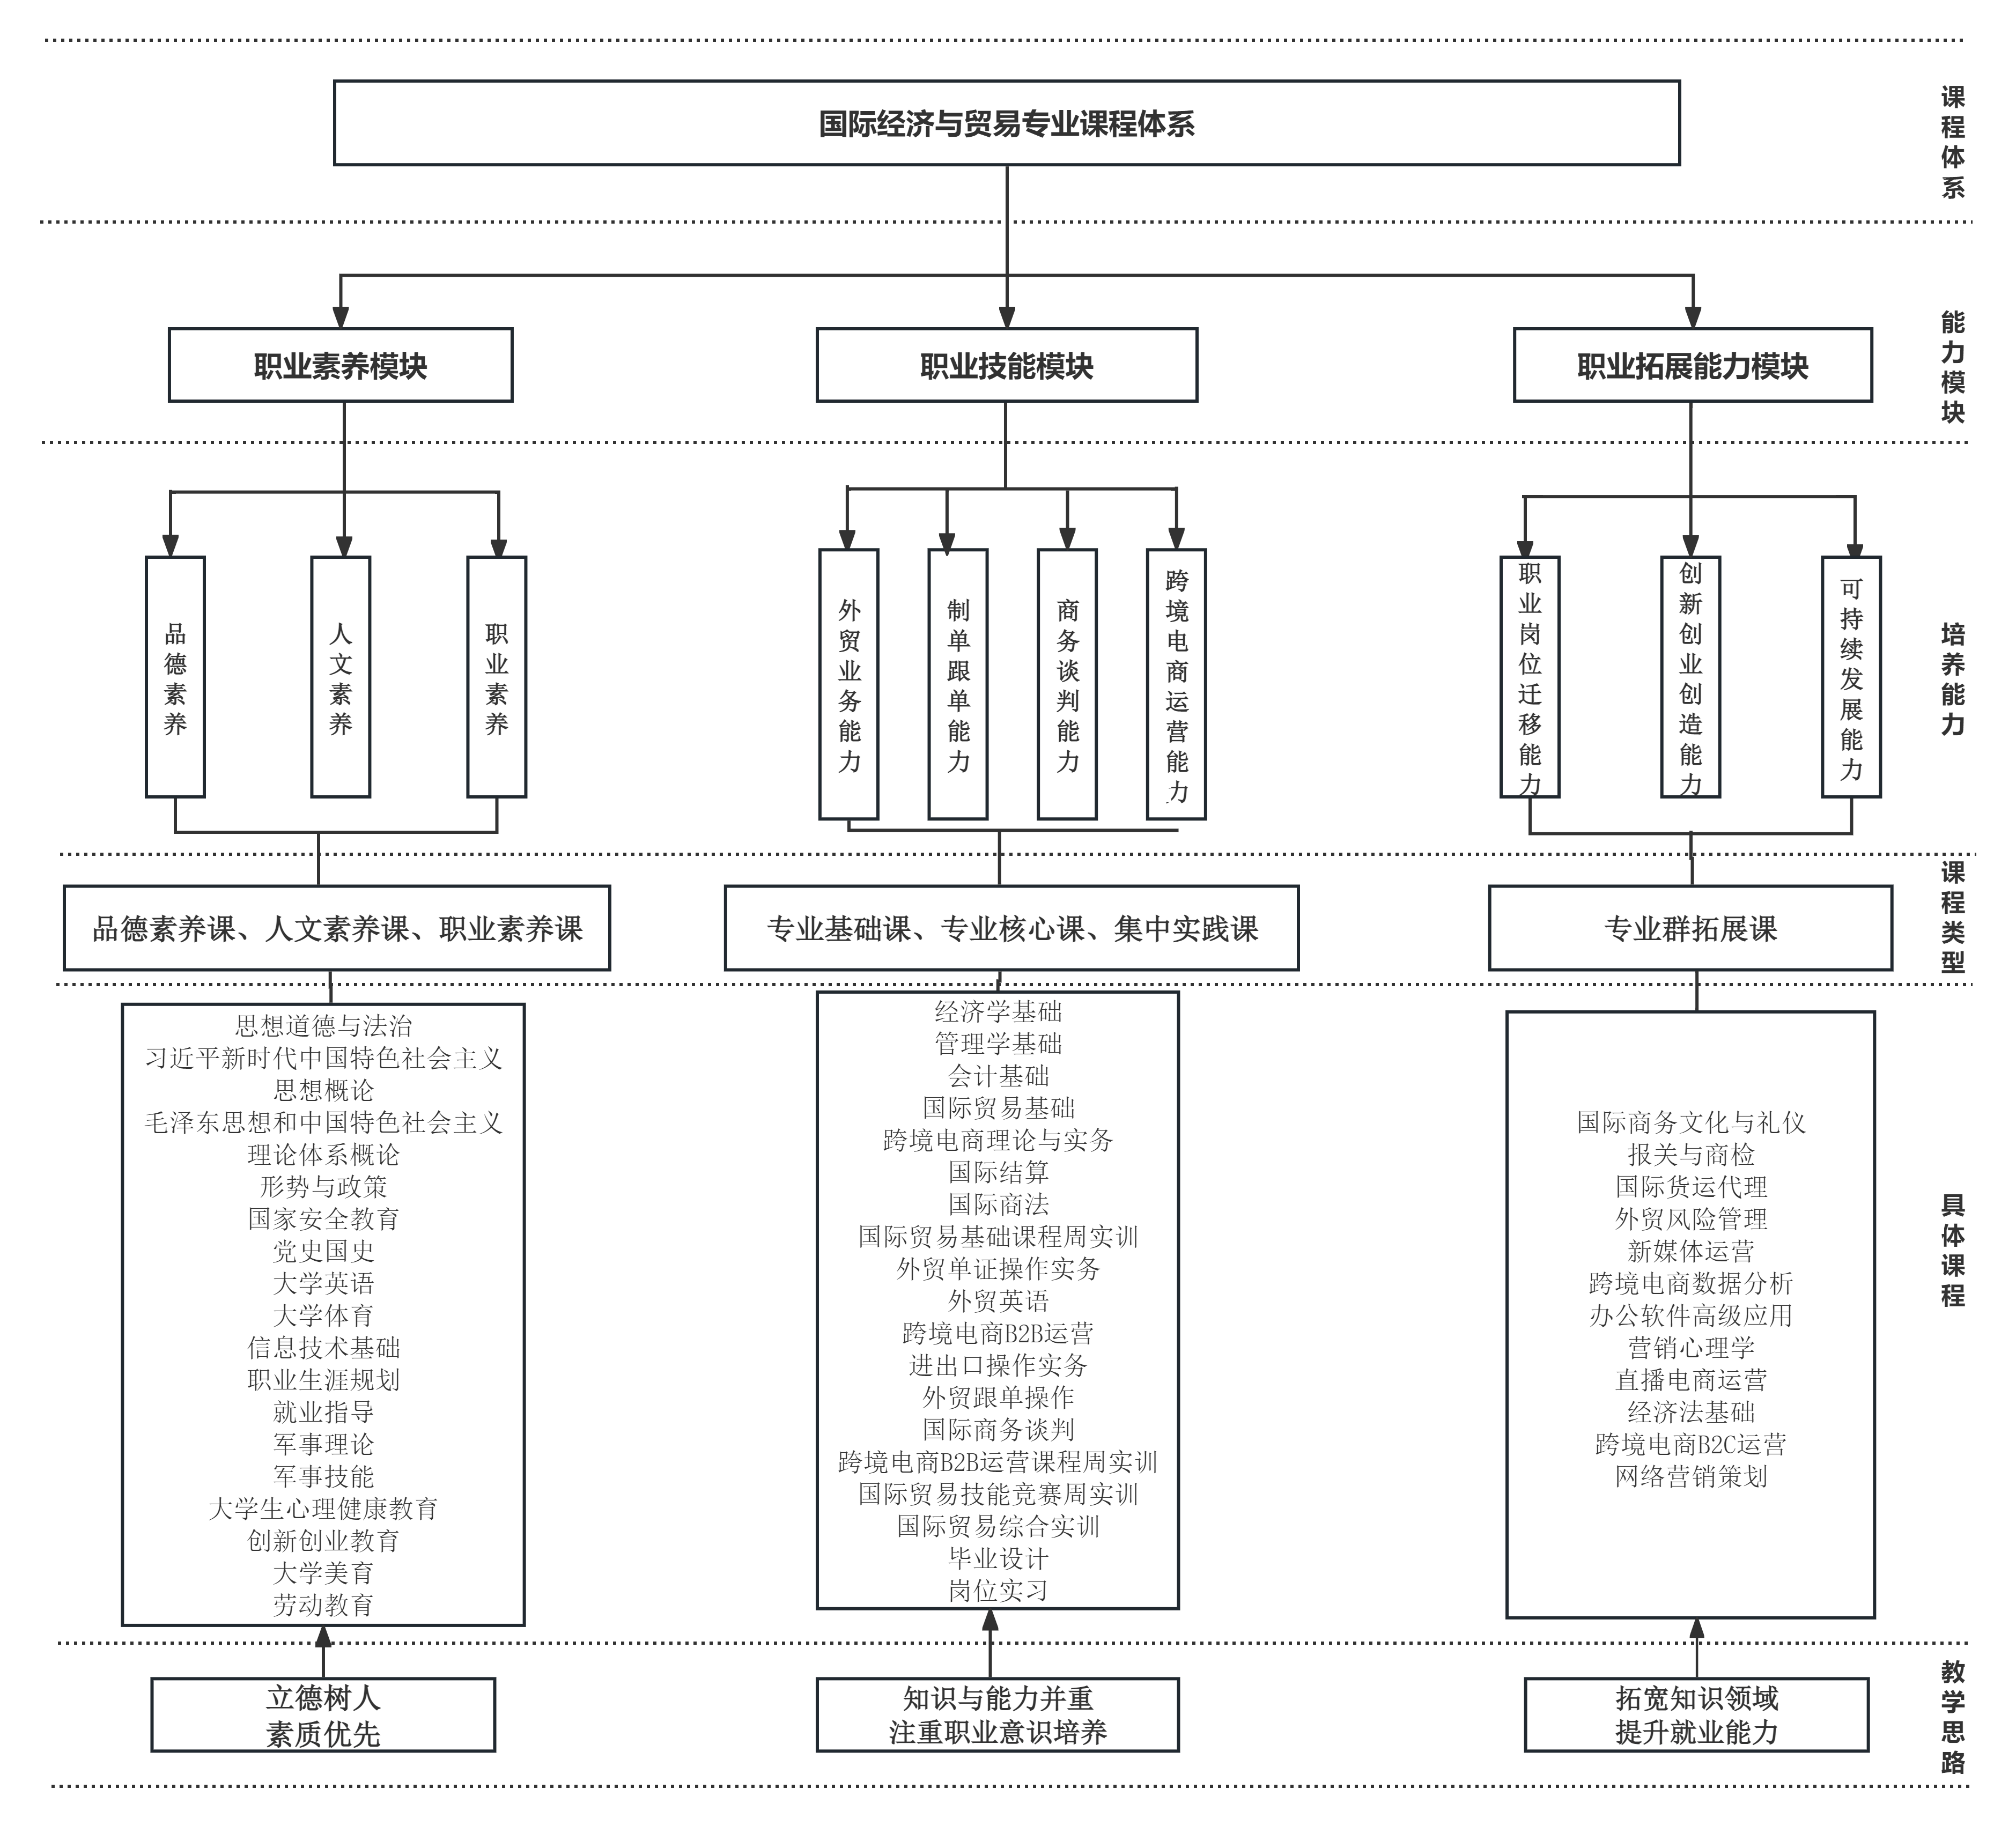 国际经济与贸易专业课程体系
课程体系
职业素养模块
职业技能模块
职业拓展能力模块
能力模块
品德素养
人文素养
职业素养
外贸业务能力
制单跟单能力
商务谈判能力
跨境电商运营能力
职业岗位迁移能力
创新创业创造能力
可持续发展能力
培养能力
品德素养课、人文素养课、职业素养课
专业基础课、专业核心课、集中实践课
专业群拓展课
课程类型
思想道德与法治
习近平新时代中国特色社会主义
思想概论
毛泽东思想和中国特色社会主义
理论体系概论
形势与政策
国家安全教育
党史国史
大学英语
大学体育
信息技术基础
职业生涯规划
就业指导
军事理论
军事技能
大学生心理健康教育
创新创业教育
大学美育
劳动教育
经济学基础
管理学基础
会计基础
国际贸易基础
跨境电商理论与实务
国际结算
国际商法
国际贸易基础课程周实训
外贸单证操作实务
外贸英语
跨境电商B2B运营
进出口操作实务
外贸跟单操作
国际商务谈判
跨境电商B2B运营课程周实训
国际贸易技能竞赛周实训
国际贸易综合实训
毕业设计
岗位实习
国际商务文化与礼仪
报关与商检
国际货运代理
外贸风险管理
新媒体运营
跨境电商数据分析
办公软件高级应用
营销心理学
直播电商运营
经济法基础
跨境电商B2C运营
网络营销策划
具体课程
立德树人
素质优先
知识与能力并重
注重职业意识培养
拓宽知识领域
提升就业能力
教学思路